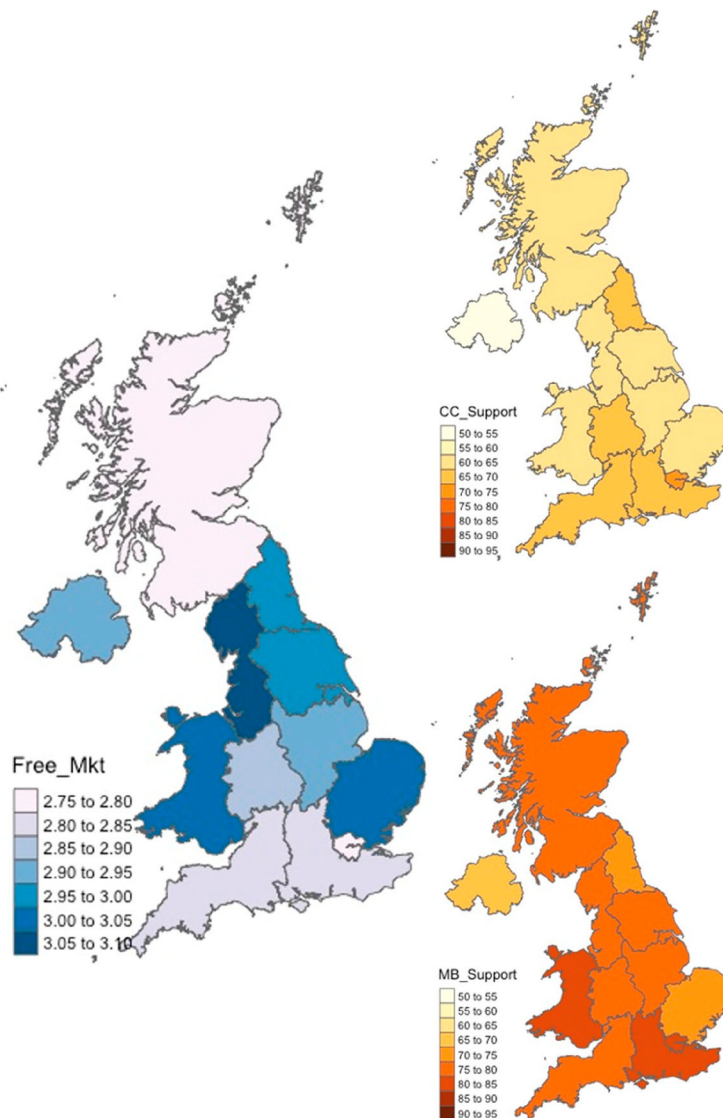 CC_Support
50 to 55
55 to 60
60 to 65
65 to 70
70 to 75
75 to 80
80 to 85
85 to 90
90 to 95
Free_Mkt
2.75 to 2.80
2.80 to 2.85
2.85 to 2.90
2.90 to 2.95
2.95 to 3.00
3.00 to 3.05
3.05 to 3.10
MB_Support
50 to 55
55 to 60
60 to 65
65 to 70
70 to 75
75 to 80
80 to 85
85 to 90
90 to 95